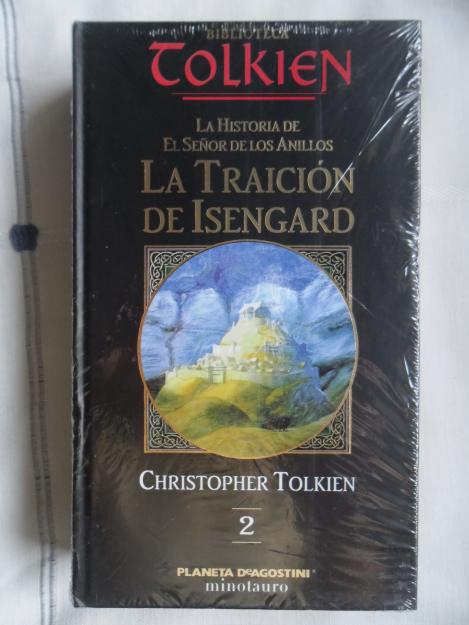 BIBLIOTECA
TOLKIEN
LA HISTORIA DE
EL SEÑOR DE LOS ANILLOS
LA TRAICIÓN
DE ISENGARD
CHRISTOPHER TOLKIEN
2
PLANETA DEAGOSTINI®
minotauro